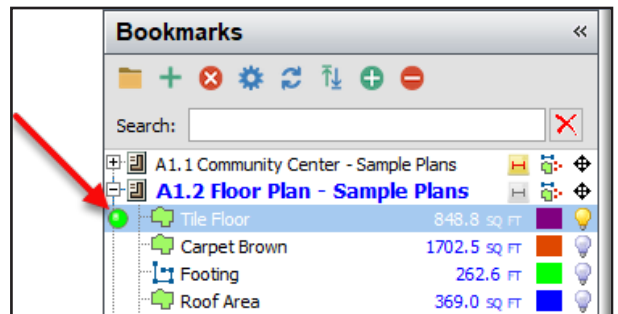 Bookmarks «
Search:
A1.1 Community Center - Sample Plans
A1.2 Floor Plan - Sample Plans
Tile Floor 848.8 SQ FT
Carpet Brown 1702.5 SQ FT
Footing 262.6 FT
Roof Area 369.0 SQ FT